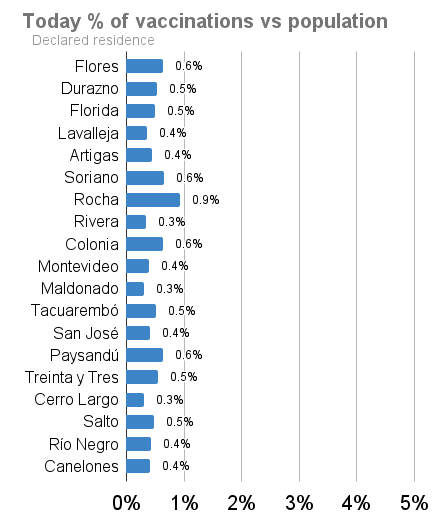 Today % of vaccinations vs population
Declared residence
Flores 0.6%
Durazno 0.5%
Florida 0.5%
Lavalleja 0.4%
Artigas 0.4%
Soriano 0.6%
Rocha 0.9%
Rivera 0.3%
Colonia 0.6%
Montevideo 0.4%
Maldonado 0.3%
Tacuarembó 0.5%
San José 0.4%
Paysandú 0.6%
Treinta y Tres 0.5%
Cerro Largo 0.3%
Salto 0.5%
Río Negro 0.4%
Canelones 0.4%
0% 1% 2% 3% 4% 5%